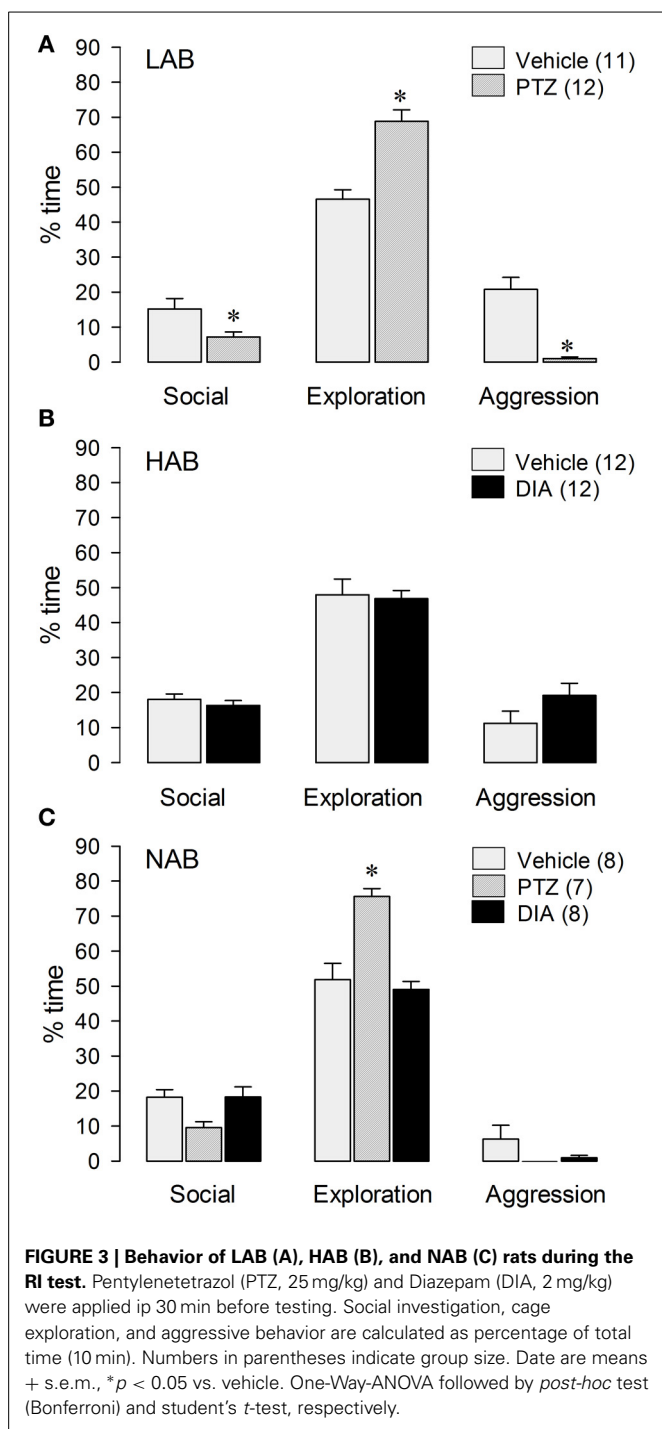 A
LAB
Vehicle (11)
PTZ (12)
% time
90
80
70
60
50
40
30
20
10
0
*
*
*
Social Exploration Aggression
B
HAB
Vehicle (12)
DIA (12)
% time
90
80
70
60
50
40
30
20
10
0
Social Exploration Aggression
C
NAB
Vehicle (8)
PTZ (7)
DIA (8)
% time
90
80
70
60
50
40
30
20
10
0
*
Social Exploration Aggression
FIGURE 3 | Behavior of LAB (A), HAB (B), and NAB (C) rats during the
RI test. Pentylenetetrazol (PTZ, 25 mg/kg) and Diazepam (DIA, 2 mg/kg)
were applied ip 30 min before testing. Social investigation, cage
exploration, and aggressive behavior are calculated as percentage of total
time (10 min). Numbers in parentheses indicate group size. Date are means
+ s.e.m., *p < 0.05 vs. vehicle. One-Way-ANOVA followed by post-hoc test
(Bonferroni) and student's t-test, respectively.